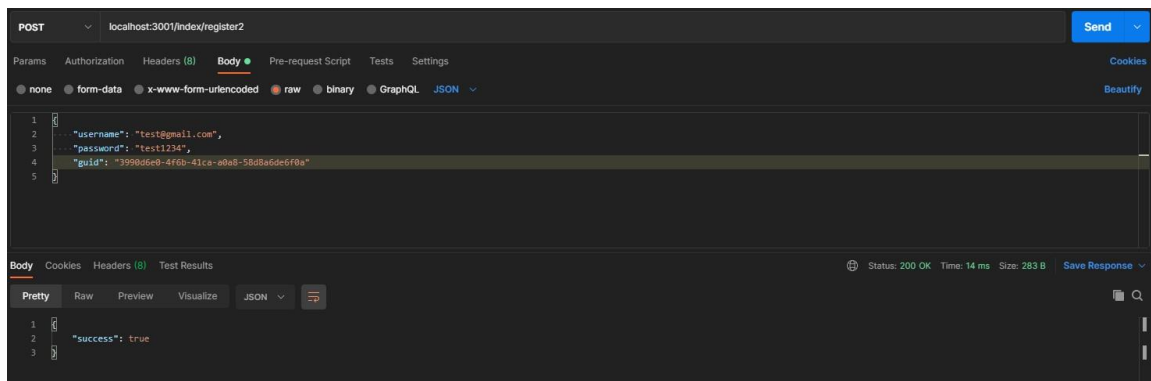 POST localhost:3001/index/register2 Send
Params Authorization Headers (8) Body Pre-request Script Tests Settings Cookies
none form-data x-www-form-urlencoded raw binary GraphQL JSON Beautify
1 {
2 "username": "test@gmail.com",
3 "password": "test1234",
4 "guid": "3990d6e0-4f6b-41ca-a0a8-58d8a6de6f0a"
5 }
Body Cookies Headers (8) Test Results Status: 200 OK Time: 14 ms Size: 283 B Save Response
Pretty Raw Preview Visualize JSON
1 {
2 "success": true
3 }